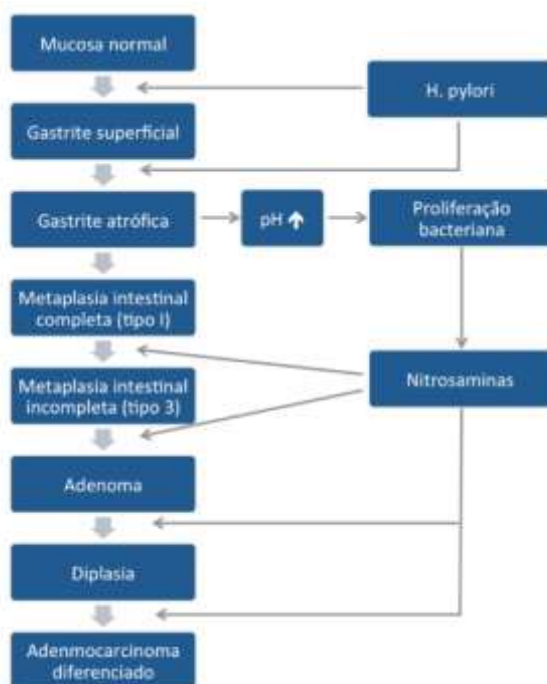 Mucosa normal
H. pylori
Gastrite superficial
Gastrite atrófica
pH
Proliferação
bacteriana
Metaplasia intestinal
completa (tipo I)
Metaplasia intestinal
incompleta (tipo 3)
Nitrosaminas
Adenoma
Diplasia
Adenmocarcinoma
diferenciado